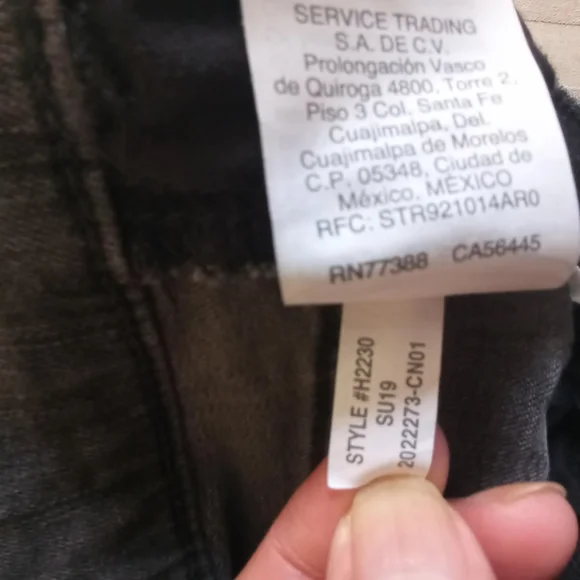 SERVICE TRADING
S.A. DE C.V.
Prolongación Vasco
de Quiroga 4800, Torre 2,
Piso 3 Col. Santa Fe
Cuajimalpa, Del.
Cuajimalpa de Morelos
C.P. 05348, Ciudad de
México, MÉXICO
RFC: STR921014AR0
RN77388 CA56445
STYLE #H2230
SU19
2022273-CN01